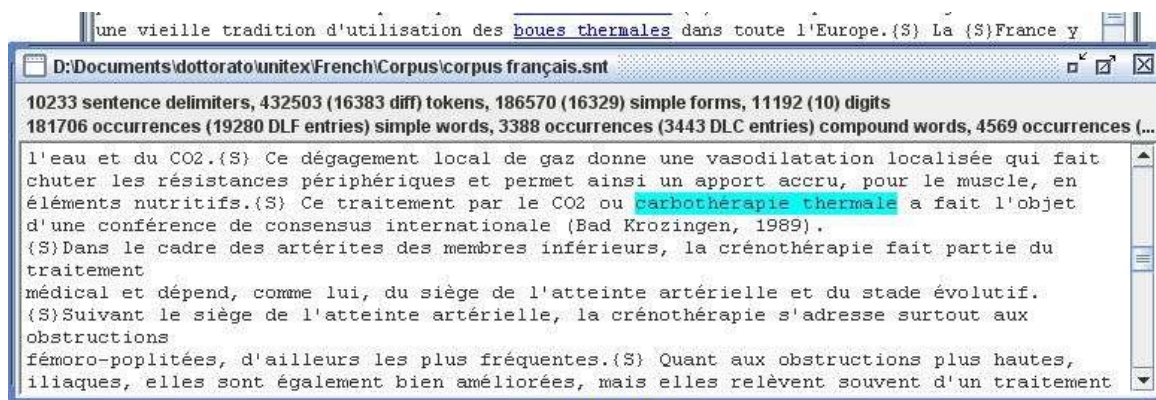 une vieille tradition d'utilisation des boues thermales dans toute l'Europe.{S} La {S}France y
D:\Documents\dottorato\unitex\French\Corpus\corpus français.snt
10233 sentence delimiters, 432503 (16383 diff) tokens, 186570 (16329) simple forms, 11192 (10) digits
181706 occurrences (19280 DLF entries) simple words, 3388 occurrences (3443 DLC entries) compound words, 4569 occurrences (...
l'eau et du CO2.{S} Ce dégagement local de gaz donne une vasodilatation localisée qui fait
chuter les résistances périphériques et permet ainsi un apport accru, pour le muscle, en
éléments nutritifs.{S} Ce traitement par le CO2 ou carbothérapie thermale a fait l'objet
d'une conférence de consensus internationale (Bad Krozingen, 1989).
{S}Dans le cadre des artérites des membres inférieurs, la crénothérapie fait partie du
traitement
médical et dépend, comme lui, du siège de l'atteinte artérielle et du stade évolutif.
{S}Suivant le siège de l'atteinte artérielle, la crénothérapie s'adresse surtout aux
obstructions
fémoro-poplitées, d'ailleurs les plus fréquentes.{S} Quant aux obstructions plus hautes,
iliaques, elles sont également bien améliorées, mais elles relèvent souvent d'un traitement